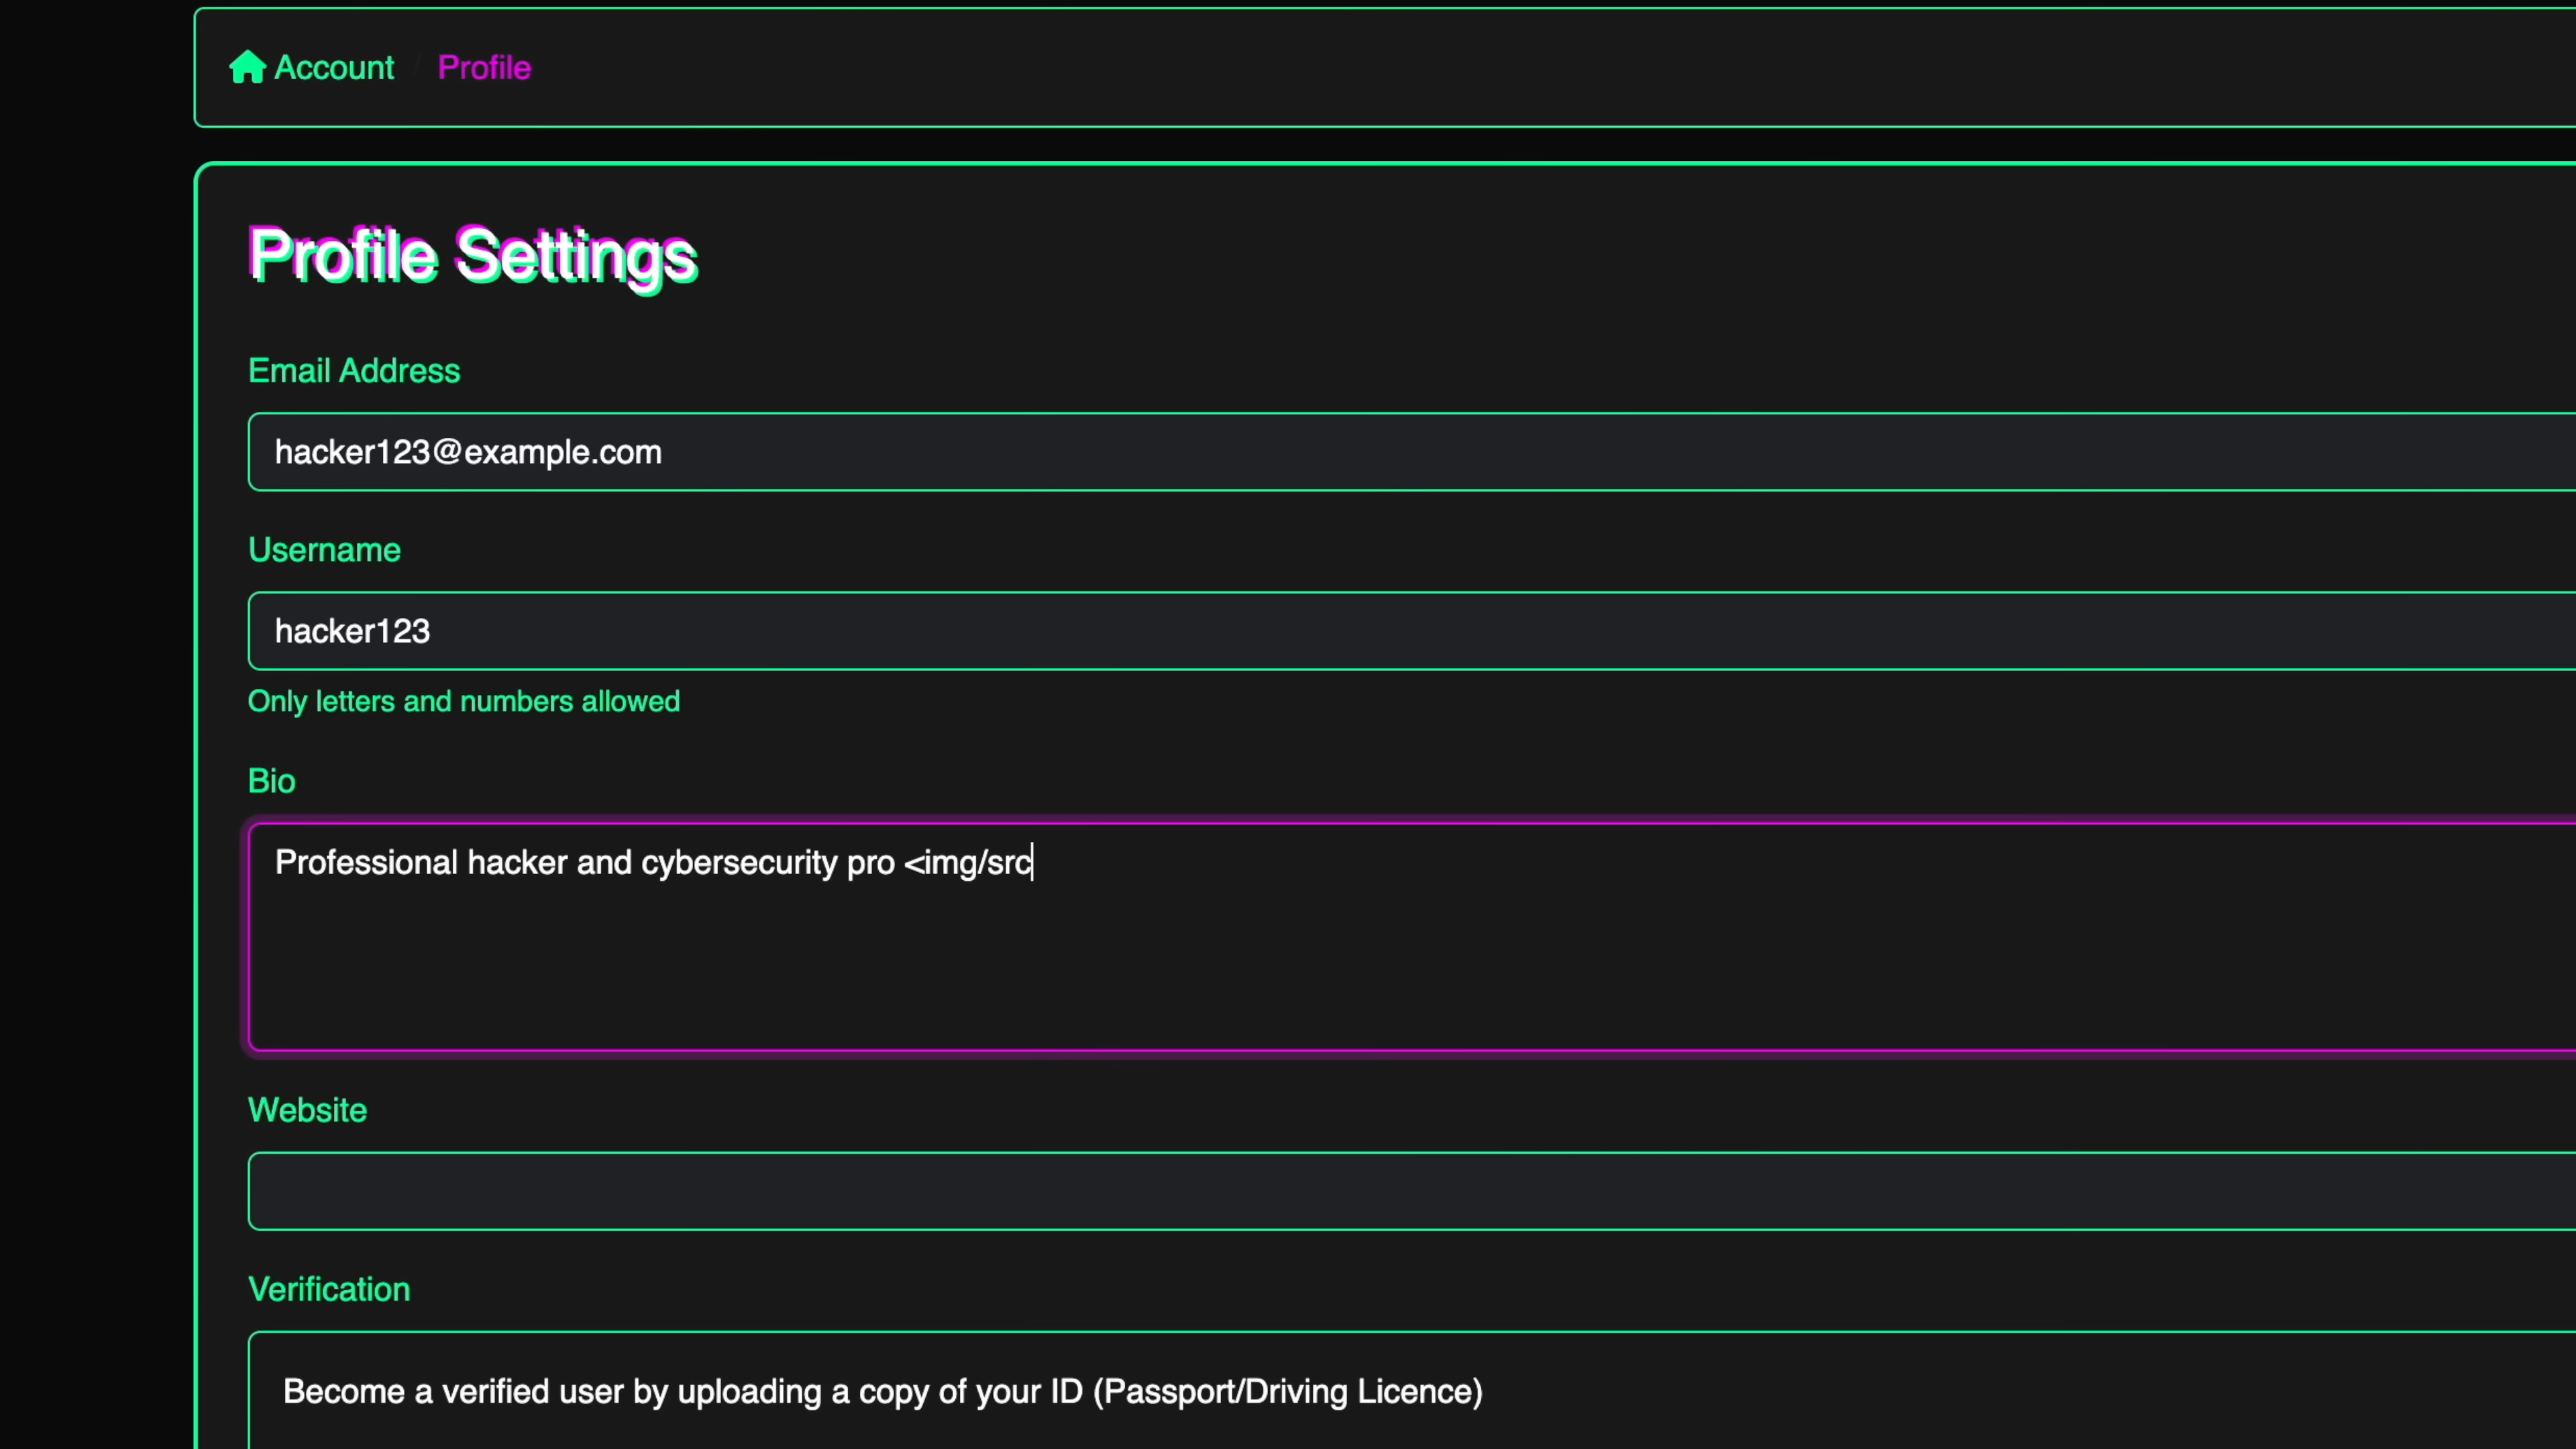 Account / Profile
Profile Settings
Email Address
hacker123@example.com
Username
hacker123
Only letters and numbers allowed
Bio
Professional hacker and cybersecurity pro <img/src
Website
Verification
Become a verified user by uploading a copy of your ID (Passport/Driving Licence)